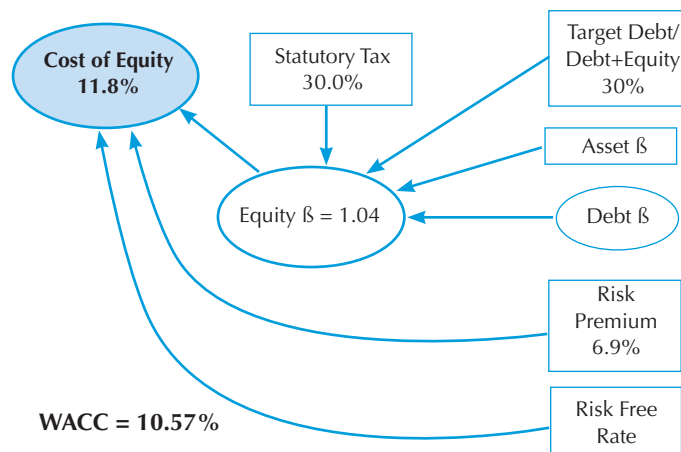 Cost of Equity
11.8%
Statutory Tax
30.0%
Target Debt/
Debt+Equity
30%
Asset ß
Equity ß = 1.04
Debt ß
Risk
Premium
6.9%
WACC = 10.57%
Risk Free
Rate